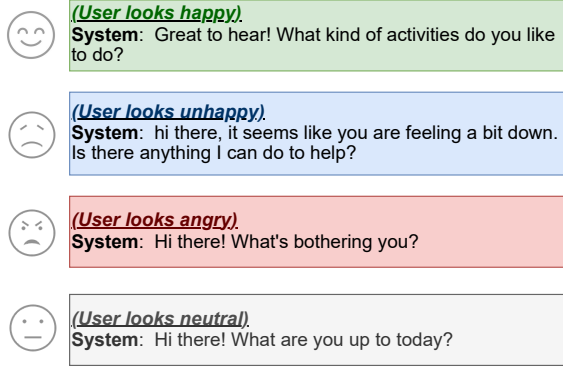 (User looks happy)
System: Great to hear! What kind of activities do you like
to do?
(User looks unhappy)
System: hi there, it seems like you are feeling a bit down.
Is there anything I can do to help?
(User looks angry)
System: Hi there! What's bothering you?
(User looks neutral)
System: Hi there! What are you up to today?